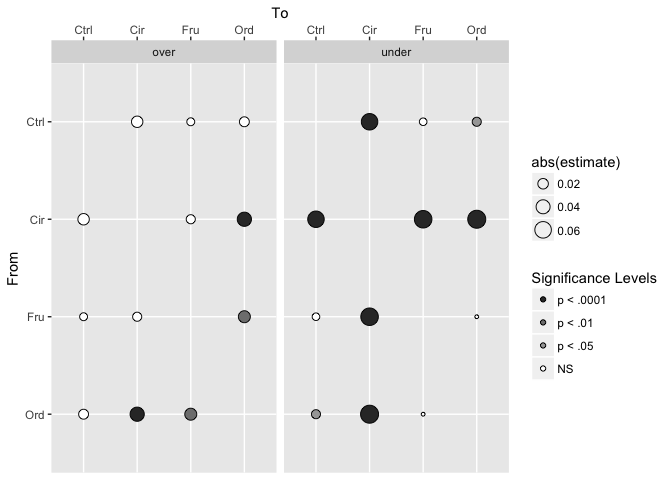 To
Ctrl Cir Fru Ord Ctrl Cir Fru Ord
over under
From
Ctrl
Cir
Fru
Ord
abs(estimate)
0.02
0.04
0.06
Significance Levels
p < .0001
p < .01
p < .05
NS